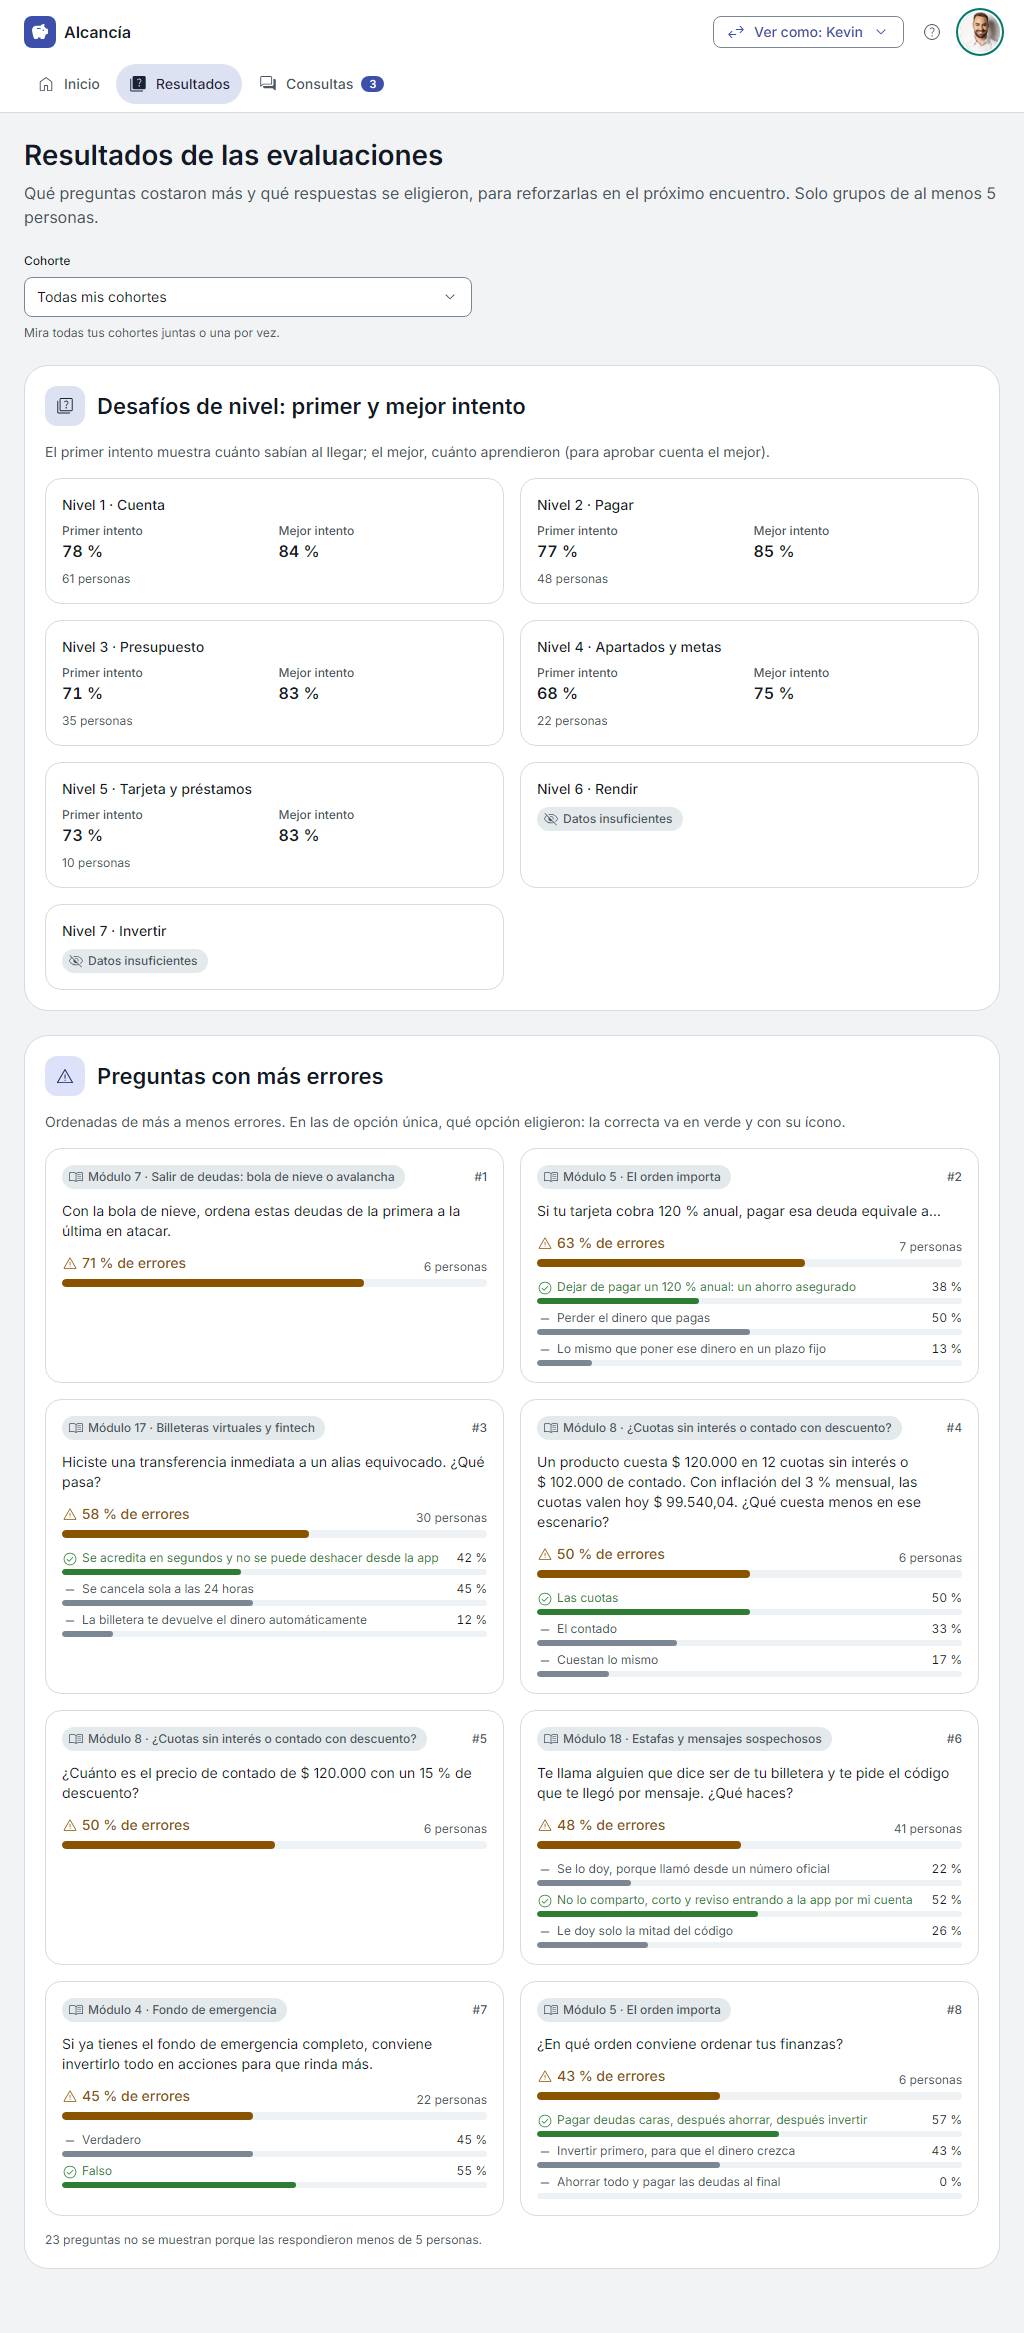 Alcancía
Ver como: Kevin
Inicio
Resultados
Consultas
3
Resultados de las evaluaciones
Qué preguntas costaron más y qué respuestas se eligieron, para reforzarlas en el próximo encuentro. Solo grupos de al menos 5
personas.
Cohorte
Todas mis cohortes
Mira todas tus cohortes juntas o una por vez.
Desafíos de nivel: primer y mejor intento
El primer intento muestra cuánto sabían al llegar; el mejor, cuánto aprendieron (para aprobar cuenta el mejor).
Nivel 1 · Cuenta
Primer intento
Mejor intento
78 %
84 %
61 personas
Nivel 2 · Pagar
Primer intento
Mejor intento
77 %
85 %
48 personas
Nivel 3 · Presupuesto
Primer intento
Mejor intento
71 %
83 %
35 personas
Nivel 4 · Apartados y metas
Primer intento
Mejor intento
68 %
75 %
22 personas
Nivel 5 · Tarjeta y préstamos
Primer intento
Mejor intento
73 %
83 %
10 personas
Nivel 6 · Rendir
Datos insuficientes
Nivel 7 · Invertir
Datos insuficientes
Preguntas con más errores
Ordenadas de más a menos errores. En las de opción única, qué opción eligieron: la correcta va en verde y con su ícono.
Módulo 7 · Salir de deudas: bola de nieve o avalancha
#1
Con la bola de nieve, ordena estas deudas de la primera a la
última en atacar.
71 % de errores
6 personas
Módulo 5 · El orden importa
#2
Si tu tarjeta cobra 120 % anual, pagar esa deuda equivale a…
63 % de errores
7 personas
Dejar de pagar un 120 % anual: un ahorro asegurado
38 %
Perder el dinero que pagas
50 %
Lo mismo que poner ese dinero en un plazo fijo
13 %
Módulo 17 · Billeteras virtuales y fintech
#3
Hiciste una transferencia inmediata a un alias equivocado. ¿Qué
pasa?
58 % de errores
30 personas
Se acredita en segundos y no se puede deshacer desde la app
42 %
Se cancela sola a las 24 horas
45 %
La billetera te devuelve el dinero automáticamente
12 %
Módulo 8 · ¿Cuotas sin interés o contado con descuento?
#4
Un producto cuesta $ 120.000 en 12 cuotas sin interés o
$ 102.000 de contado. Con inflación del 3 % mensual, las
cuotas valen hoy $ 99.540,04. ¿Qué cuesta menos en ese
escenario?
50 % de errores
6 personas
Las cuotas
50 %
El contado
33 %
Cuestan lo mismo
17 %
Módulo 8 · ¿Cuotas sin interés o contado con descuento?
#5
¿Cuánto es el precio de contado de $ 120.000 con un 15 % de
descuento?
50 % de errores
6 personas
Módulo 18 · Estafas y mensajes sospechosos
#6
Te llama alguien que dice ser de tu billetera y te pide el código
que te llegó por mensaje. ¿Qué haces?
48 % de errores
41 personas
Se lo doy, porque llamó desde un número oficial
22 %
No lo comparto, corto y reviso entrando a la app por mi cuenta
52 %
Le doy solo la mitad del código
26 %
Módulo 4 · Fondo de emergencia
#7
Si ya tienes el fondo de emergencia completo, conviene
invertirlo todo en acciones para que rinda más.
45 % de errores
22 personas
Verdadero
45 %
Falso
55 %
Módulo 5 · El orden importa
#8
¿En qué orden conviene ordenar tus finanzas?
43 % de errores
6 personas
Pagar deudas caras, después ahorrar, después invertir
57 %
Invertir primero, para que el dinero crezca
43 %
Ahorrar todo y pagar las deudas al final
0 %
23 preguntas no se muestran porque las respondieron menos de 5 personas.